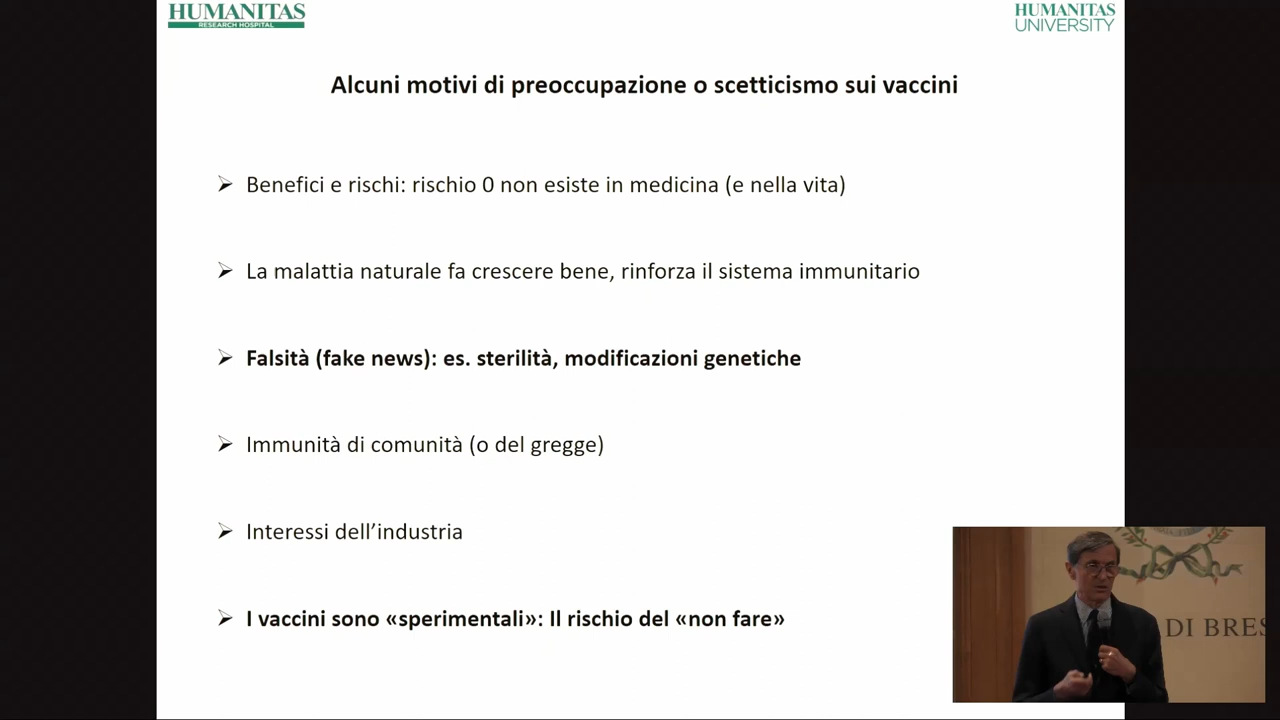 HUMANITAS
RESEARCH HOSPITAL
HUMANITAS
UNIVERSITY
Alcuni motivi di preoccupazione o scetticismo sui vaccini
➢ Benefici e rischi: rischio 0 non esiste in medicina (e nella vita)
➢ La malattia naturale fa crescere bene, rinforza il sistema immunitario
➢ Falsità (fake news): es. sterilità, modificazioni genetiche
➢ Immunità di comunità (o del gregge)
➢ Interessi dell’industria
➢ I vaccini sono «sperimentali»: Il rischio del «non fare»
DI BRES